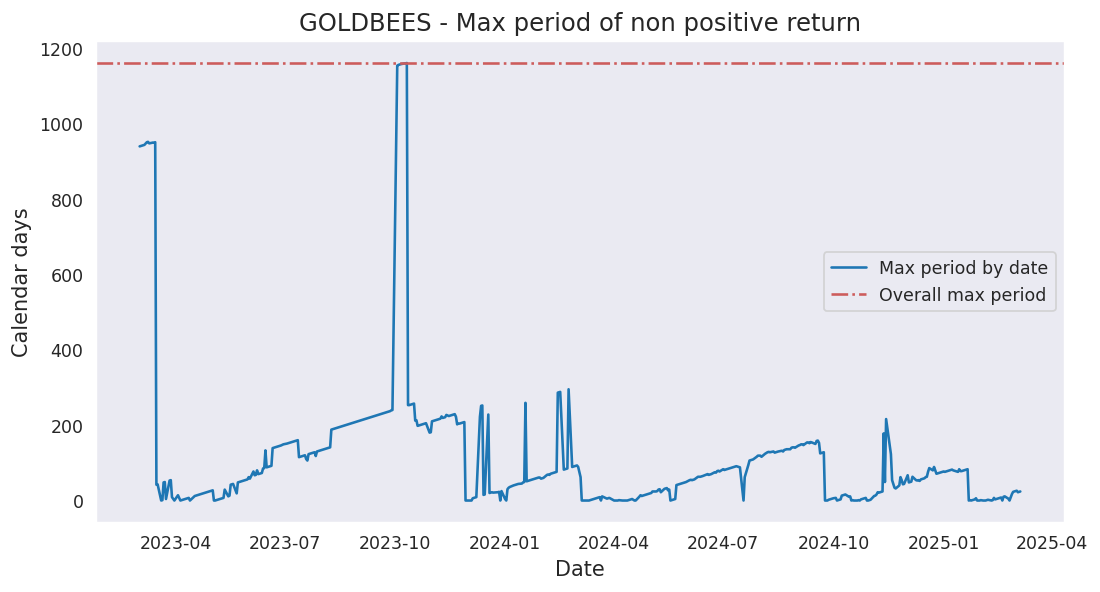 GOLDBEES - Max period of non positive return
1200
1000
800
600
400
200
0
Calendar days
Max period by date
Overall max period
2023-04 2023-07 2023-10 2024-01 2024-04 2024-07 2024-10 2025-01 2025-04
Date